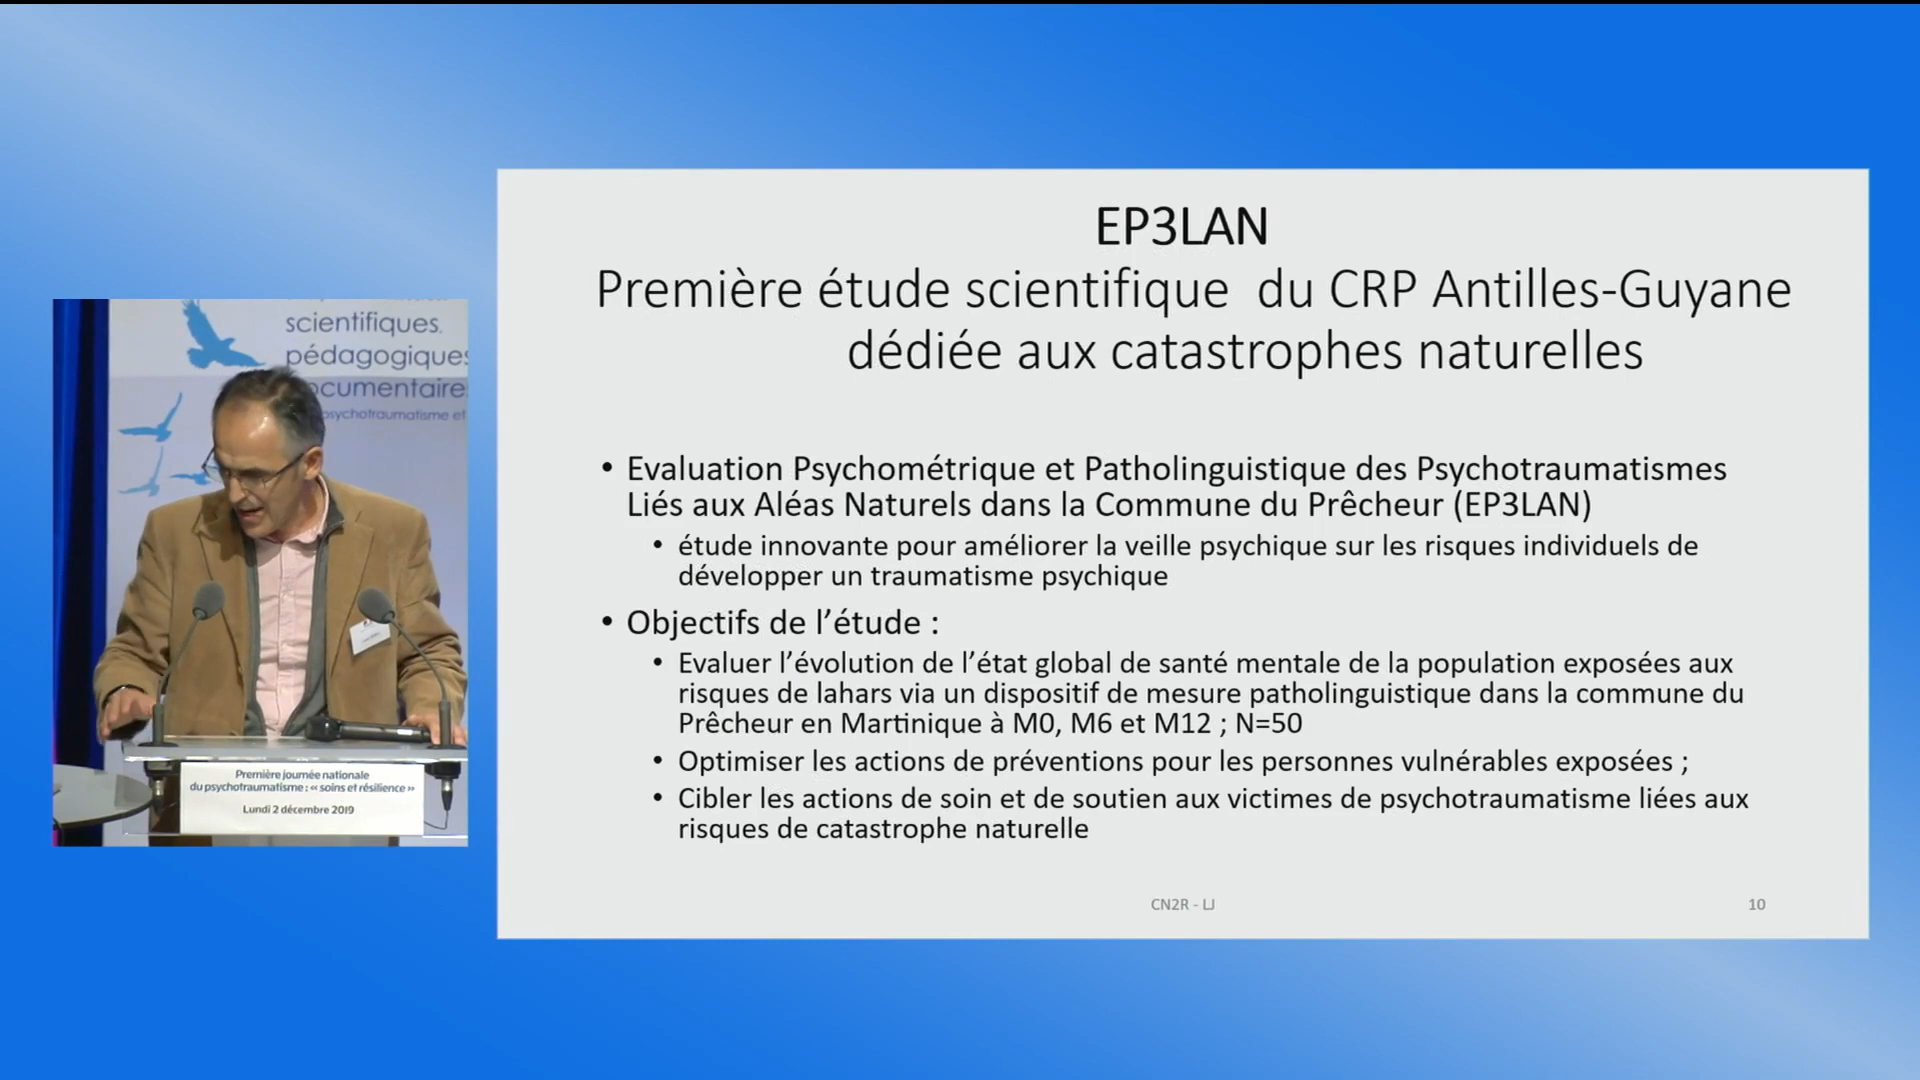 scientifiques.
pédagogiques
documentaire
psychotraumatisme et
Première journée nationale
du psychotraumatisme : « soins et résilience »
Lundi 2 décembre 2019
EP3LAN
Première étude scientifique du CRP Antilles-Guyane
dédiée aux catastrophes naturelles
• Evaluation Psychométrique et Patholinguistique des Psychotraumatismes
Liés aux Aléas Naturels dans la Commune du Prêcheur (EP3LAN)
• étude innovante pour améliorer la veille psychique sur les risques individuels de
développer un traumatisme psychique
• Objectifs de l’étude :
• Evaluer l’évolution de l’état global de santé mentale de la population exposées aux
risques de lahars via un dispositif de mesure patholinguistique dans la commune du
Prêcheur en Martinique à M0, M6 et M12 ; N=50
• Optimiser les actions de préventions pour les personnes vulnérables exposées ;
• Cibler les actions de soin et de soutien aux victimes de psychotraumatisme liées aux
risques de catastrophe naturelle
CN2R - LJ
10